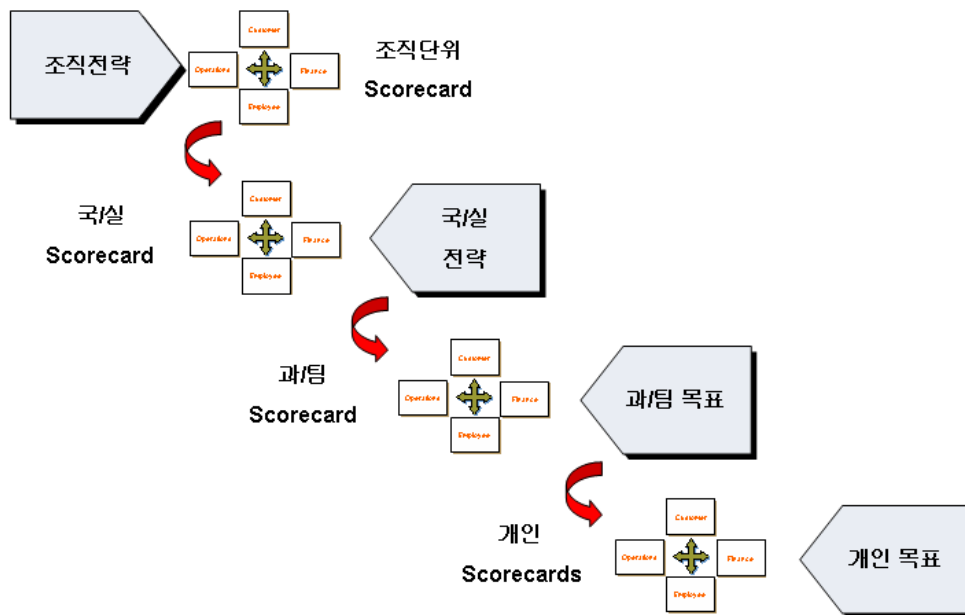 조직전략
Customer
Operations
Finance
Employee
조직단위
Scorecard
국/실
Scorecard
Customer
Operations
Finance
Employee
국/실
전략
과/팀
Scorecard
Customer
Operations
Finance
Employee
과/팀 목표
개인
Scorecards
Customer
Operations
Finance
Employee
개인 목표